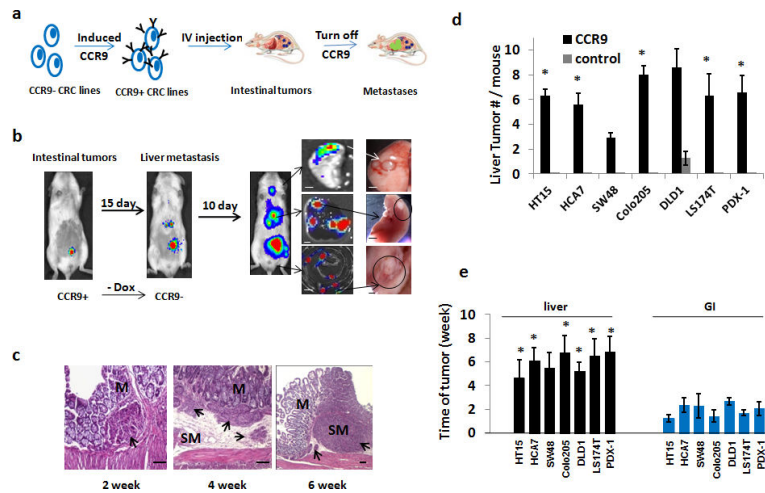 a
Induced
CCR9
IV injection
Turn off
CCR9
CCR9- CRC lines
CCR9+ CRC lines
Intestinal tumors
Metastases
b
Intestinal tumors
Liver metastasis
15 day
10 day
CCR9+
- Dox
CCR9-
c
M
M
SM
M
SM
2 week
4 week
6 week
d
Liver Tumor # / mouse
10
8
6
4
2
0
CCR9
control
*
*
*
*
*
HT15
HCA7
SW48
Colo205
DLD1
LS174T
PDX-1
e
liver
GI
Time of tumor (week)
10
8
6
4
2
0
*
*
*
*
*
*
HT15
HCA7
SW48
Colo205
DLD1
LS174T
PDX-1
HT15
HCA7
SW48
Colo205
DLD1
LS174T
PDX-1